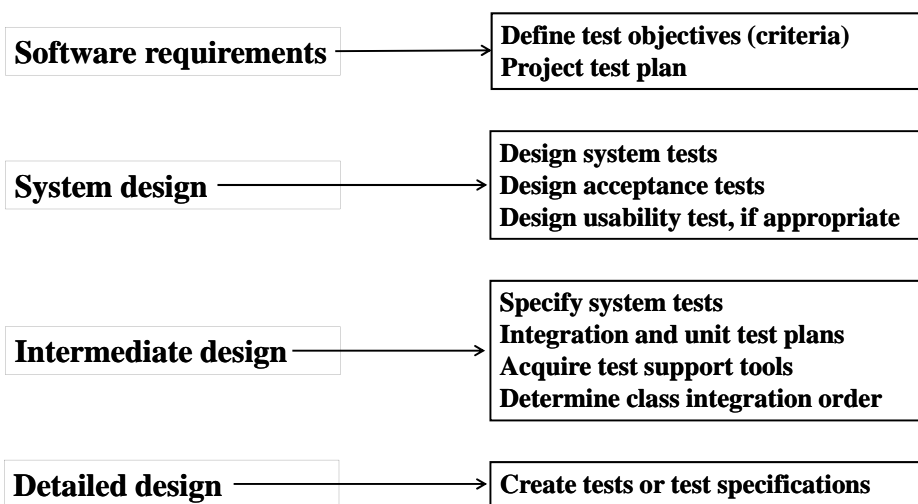 Software requirements
Define test objectives (criteria)
Project test plan
System design
Design system tests
Design acceptance tests
Design usability test, if appropriate
Intermediate design
Specify system tests
Integration and unit test plans
Acquire test support tools
Determine class integration order
Detailed design
Create tests or test specifications